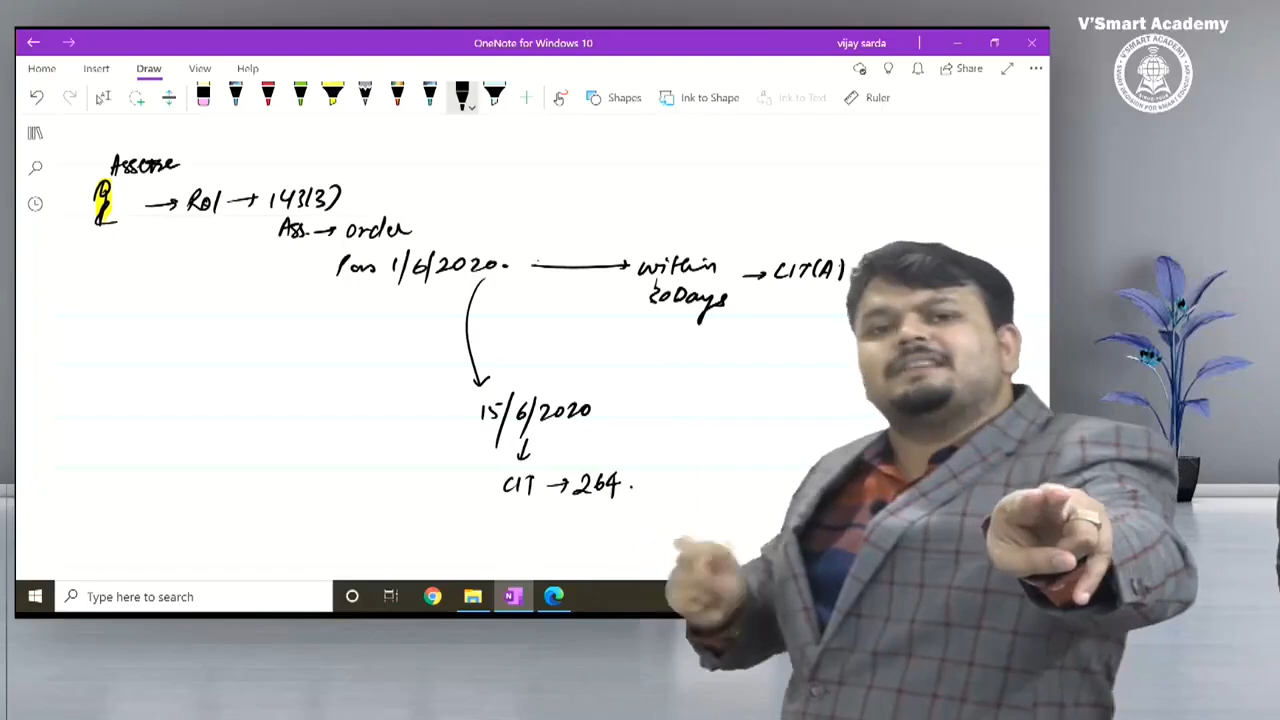 V'Smart Academy
OneNote for Windows 10
vijay sarda
Home Insert Draw View Help
Share
Shapes
Ink to Shape
Ink to Text
Ruler
Assessee
→ ROI → 143(3)
Ass. → order
Pass 1/6/2020. → within 30 Days → CIT(A)
15/6/2020
CIT → 264.
Type here to search